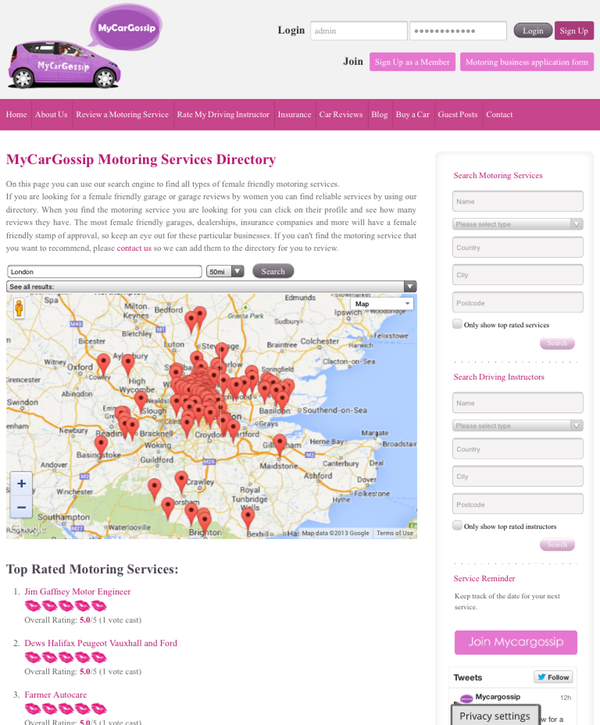 MyCarGossip
MyCarGossip
Login admin Login Sign Up
Join Sign Up as a Member Motoring business application form
Home About Us Review a Motoring Service Rate My Driving Instructor Insurance Car Reviews Blog Buy a Car Guest Posts Contact
MyCarGossip Motoring Services Directory
On this page you can use our search engine to find all types of female friendly motoring services.
If you are looking for a female friendly garage or garage reviews by women you can find reliable services by using our
directory. When you find the motoring service you are looking for you can click on their profile and see how many
reviews they have. The most female friendly garages, dealerships, insurance companies and more will have a female
friendly stamp of approval, so keep an eye out for these particular businesses. If you can't find the motoring service that
you want to recommend, please contact us so we can add them to the directory for you to review.
London 50mi Search
See all results:
Map
Edmunds
Milton
Keynes
Bedford
Granta Park
Sudbury
Ipswich
Felixstowe
Luton
Stevenage
Braintree
Colchester
Clacton-on-Sea
Witney
Oxford
Aylesbury
Chelmsford
Abingdon
High
Wycombe
Swindon
Slough
Basildon
Southend-on-Sea
Newbury
Reading
Bracknell
Croydon
Dartford
Margate
Broadstairs
Herne Bay
Basingstoke
Woking
Guildford
Maidstone
Canterbury
Deal
Andover
Ashford
Dover
Winchester
Crawley
Royal
Tunbridge
Wells
Folkestone
Horsham
Southampton
Waterlooville
Brighton
Bexhill
Map data ©2013 Google Terms of Use
Top Rated Motoring Services:
1. Jim Gaffney Motor Engineer
Overall Rating: 5.0/5 (1 vote cast)
2. Dews Halifax Peugeot Vauxhall and Ford
Overall Rating: 5.0/5 (1 vote cast)
3. Farmer Autocare
Overall Rating: 5.0/5 (1 vote cast)
Search Motoring Services
Name
Please select type
Country
City
Postcode
Only show top rated services
Search
Search Driving Instructors
Name
Please select type
Country
City
Postcode
Only show top rated instructors
Search
Service Reminder
Keep track of the date for your next
service.
Join Mycargossip
Tweets Follow
Mycargossip 12h
w for a
Privacy settings